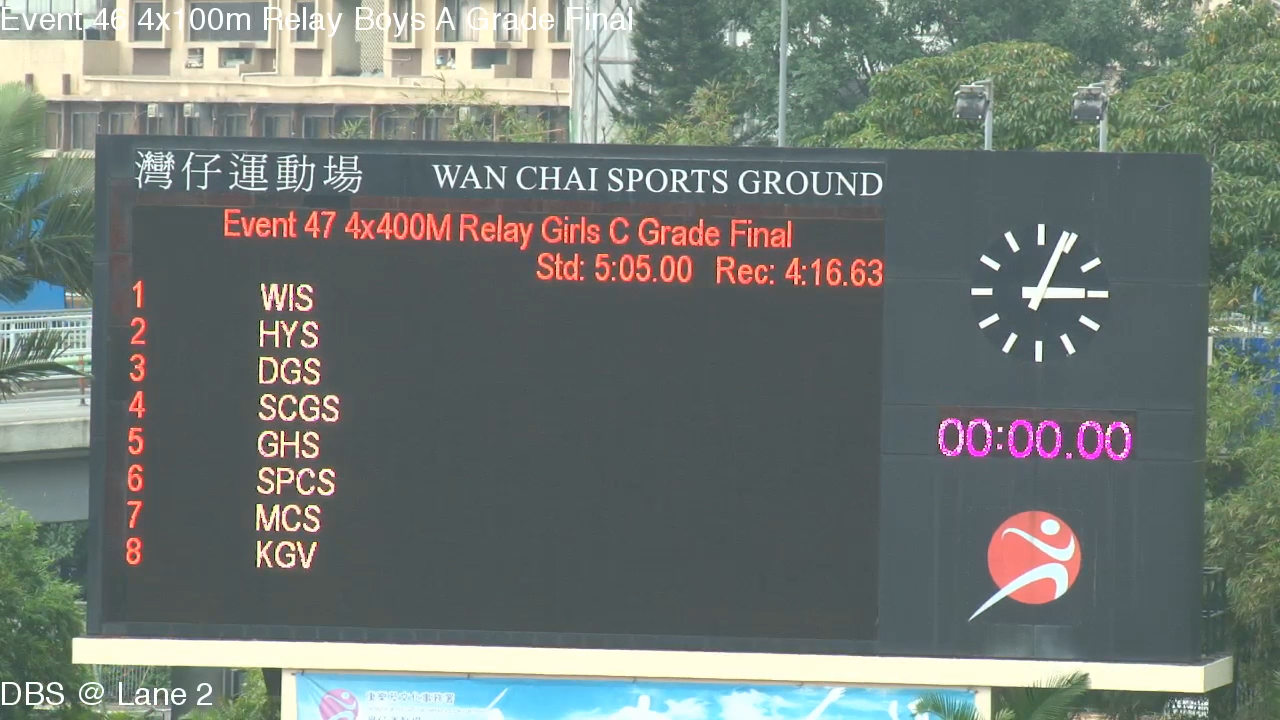 Event 46 4x100m Relay Boys A Grade Final
灣仔運動場 WAN CHAI SPORTS GROUND
Event 47 4x400M Relay Girls C Grade Final
Std: 5:05.00 Rec: 4:16.63
1 WIS
2 HYS
3 DGS
4 SCGS
5 GHS
6 SPCS
7 MCS
8 KGV
00:00.00
DBS @ Lane 2